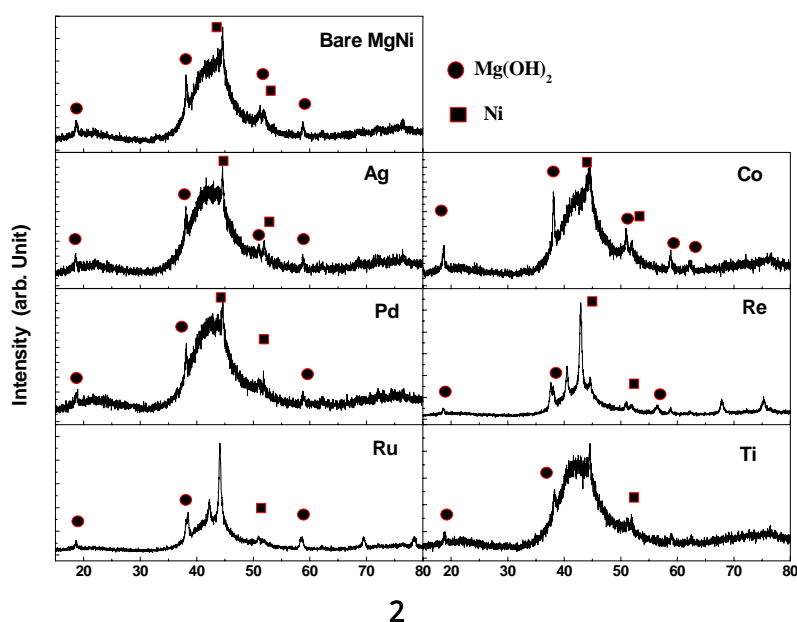 Bare MgNi
Mg(OH)₂
Ni
Ag
Co
Pd
Re
Ru
Ti
Intensity (arb. Unit)
20 30 40 50 60 70 80 20 30 40 50 60 70 80
2